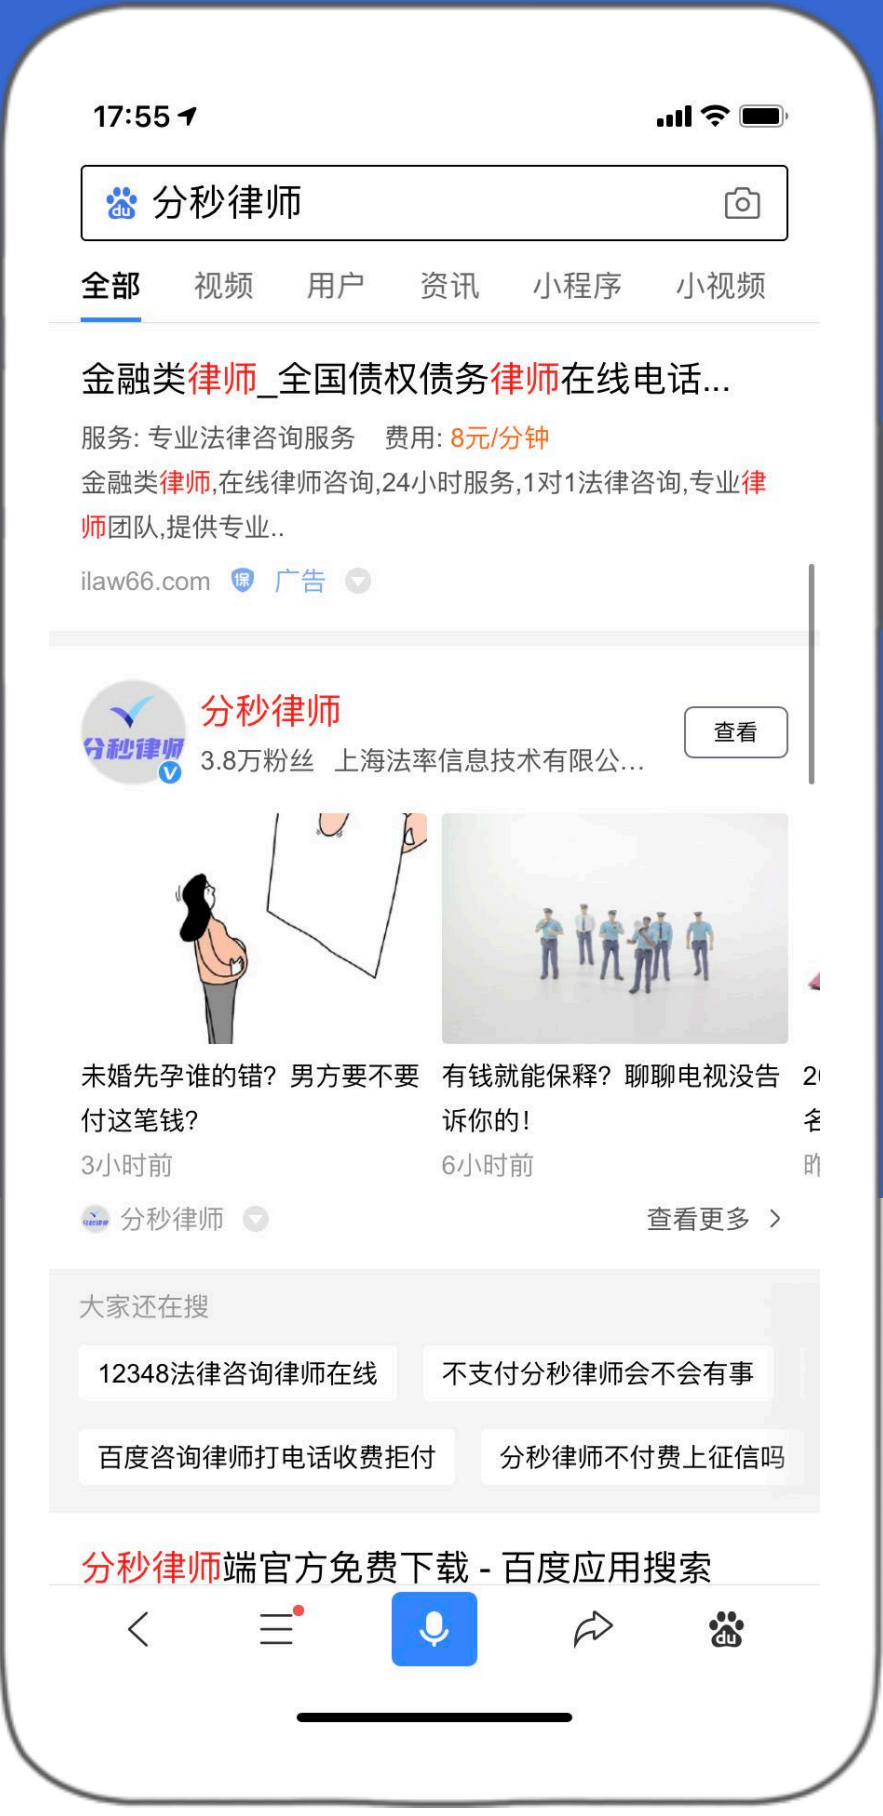 17:55
du 分秒律师
全部 视频 用户 资讯 小程序 小视频
金融类律师_全国债权债务律师在线电话...
服务: 专业法律咨询服务 费用: 8元/分钟
金融类律师,在线律师咨询,24小时服务,1对1法律咨询,专业律
师团队,提供专业..
ilaw66.com 保 广告
分秒律师
分秒律师
3.8万粉丝 上海法率信息技术有限公...
查看
未婚先孕谁的错？男方要不要
付这笔钱？
3小时前
有钱就能保释？聊聊电视没告
诉你的！
6小时前
名
昨
分秒律师
查看更多
大家还在搜
12348法律咨询律师在线
不支付分秒律师会不会有事
百度咨询律师打电话收费拒付
分秒律师不付费上征信吗
分秒律师端官方免费下载 - 百度应用搜索
du